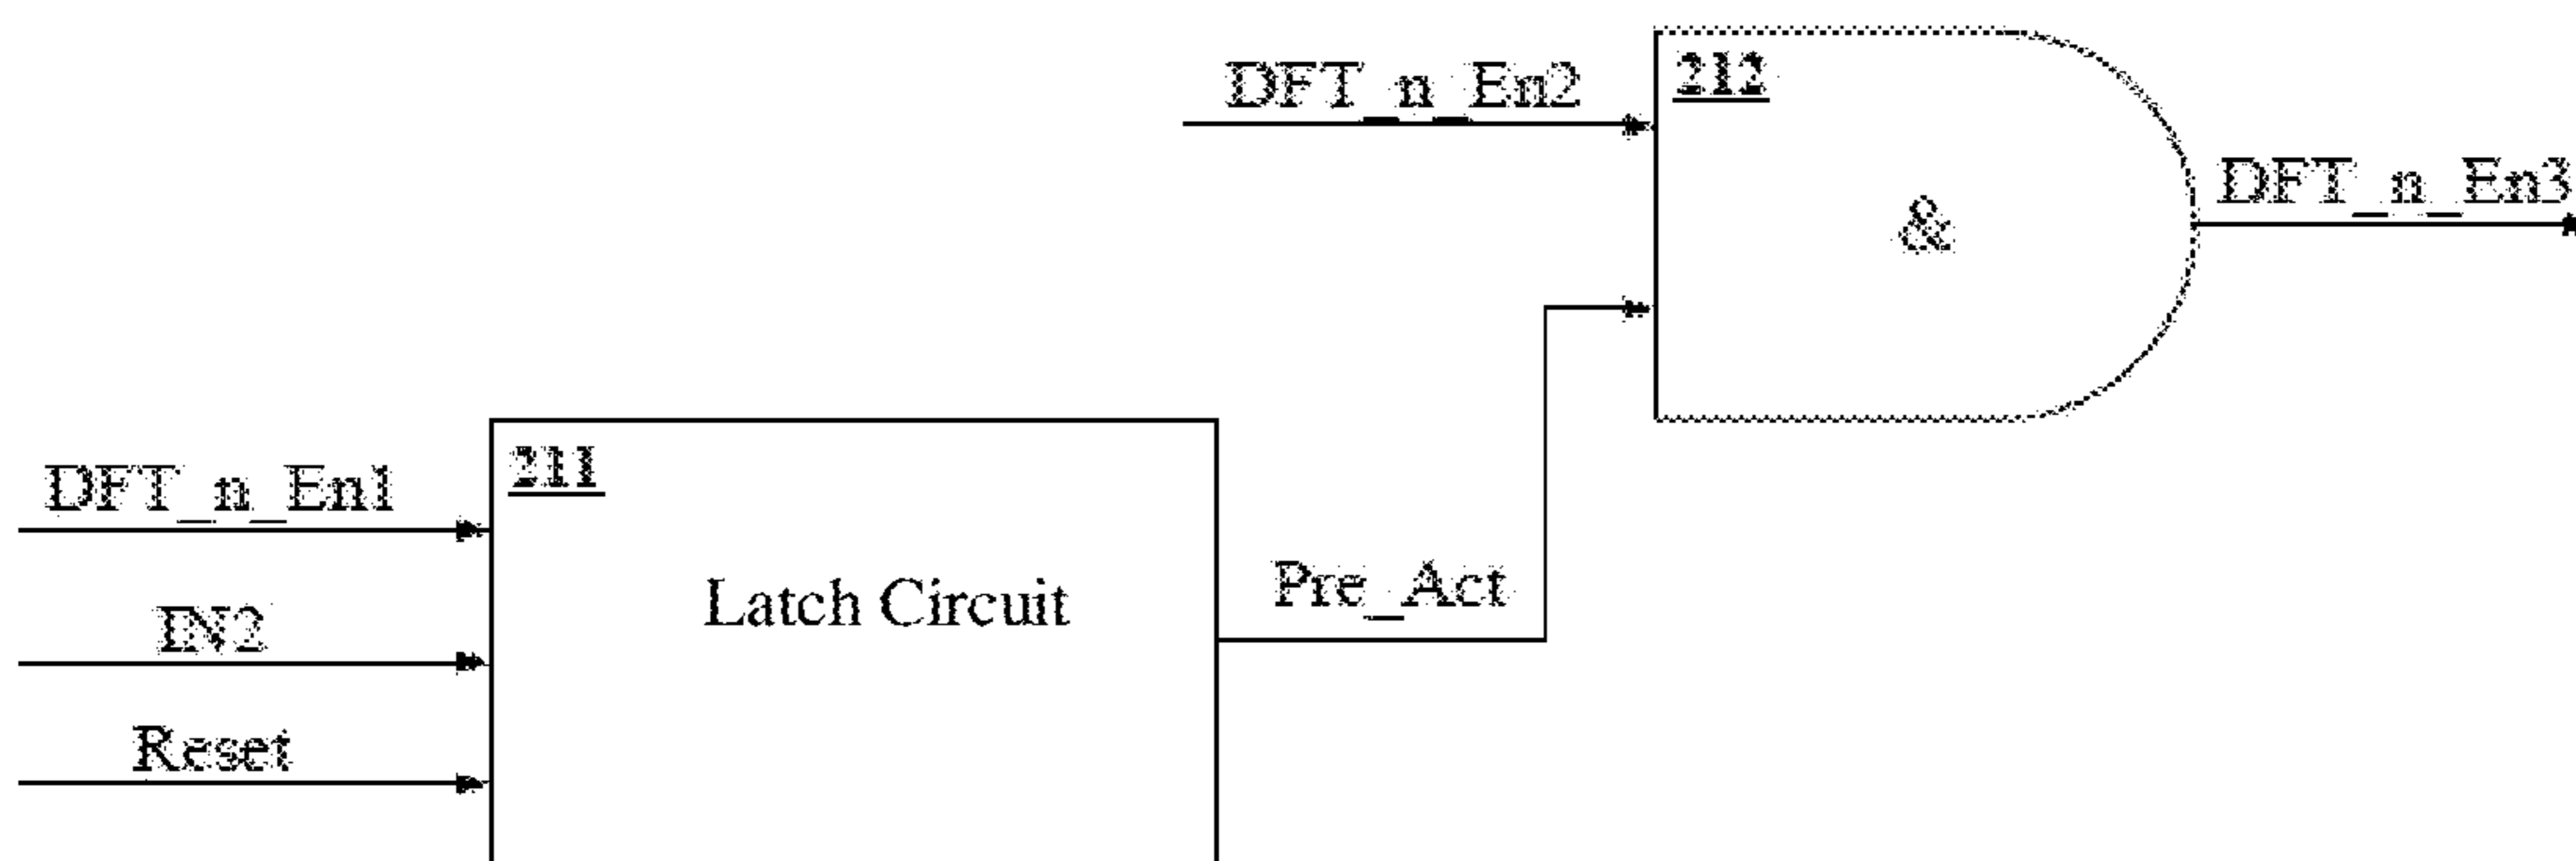 DFT_n_En2
212
&
DFT_n_En3
DFT_n_En1
211
Latch Circuit
Pre_Act
IN2
Reset